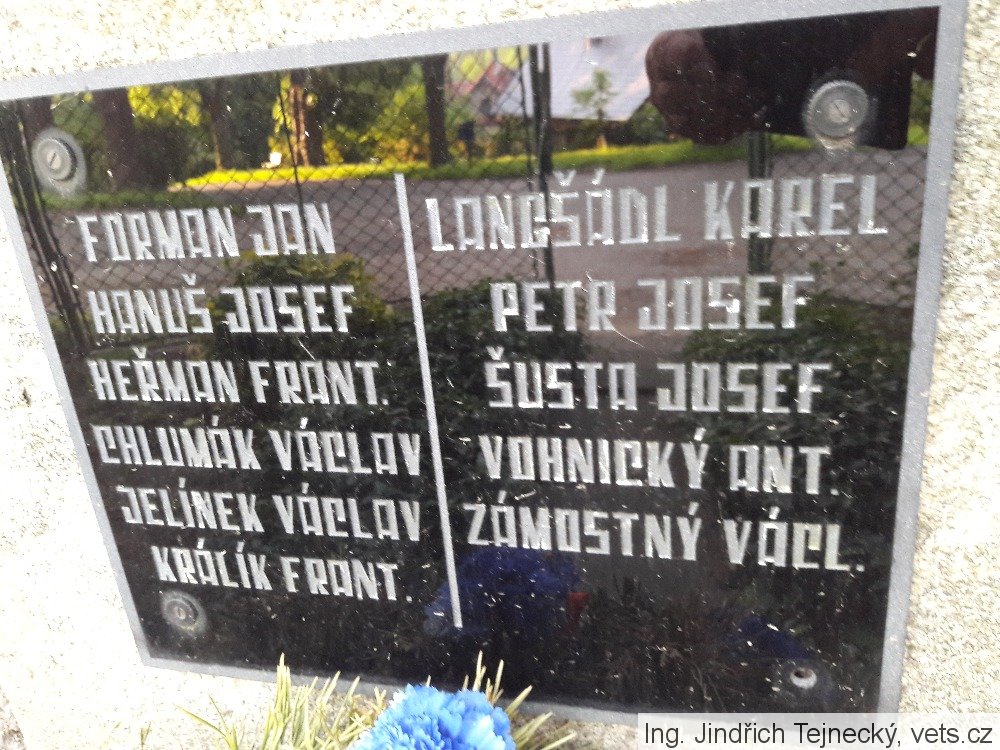 FORMAN JAN
HANUŠ JOSEF
HEŘMAN FRANT.
CHLUMÁK VÁCLAV
JELÍNEK VÁCLAV
KRÁLÍK FRANT.
LANGŠÁDL KAREL
PETR JOSEF
ŠUSTA JOSEF
VOHNICKÝ ANT.
ZÁMOSTNÝ VÁCL.
Ing. Jindřich Tejnecký, vets.cz